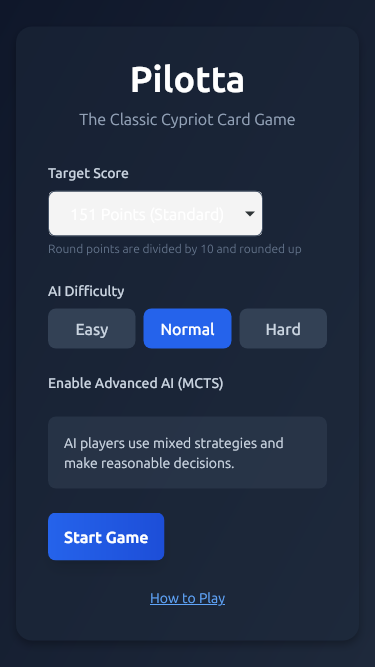 Pilotta
The Classic Cypriot Card Game
Target Score
151 Points (Standard)
Round points are divided by 10 and rounded up
AI Difficulty
Easy
Normal
Hard
Enable Advanced AI (MCTS)
AI players use mixed strategies and
make reasonable decisions.
Start Game
How to Play